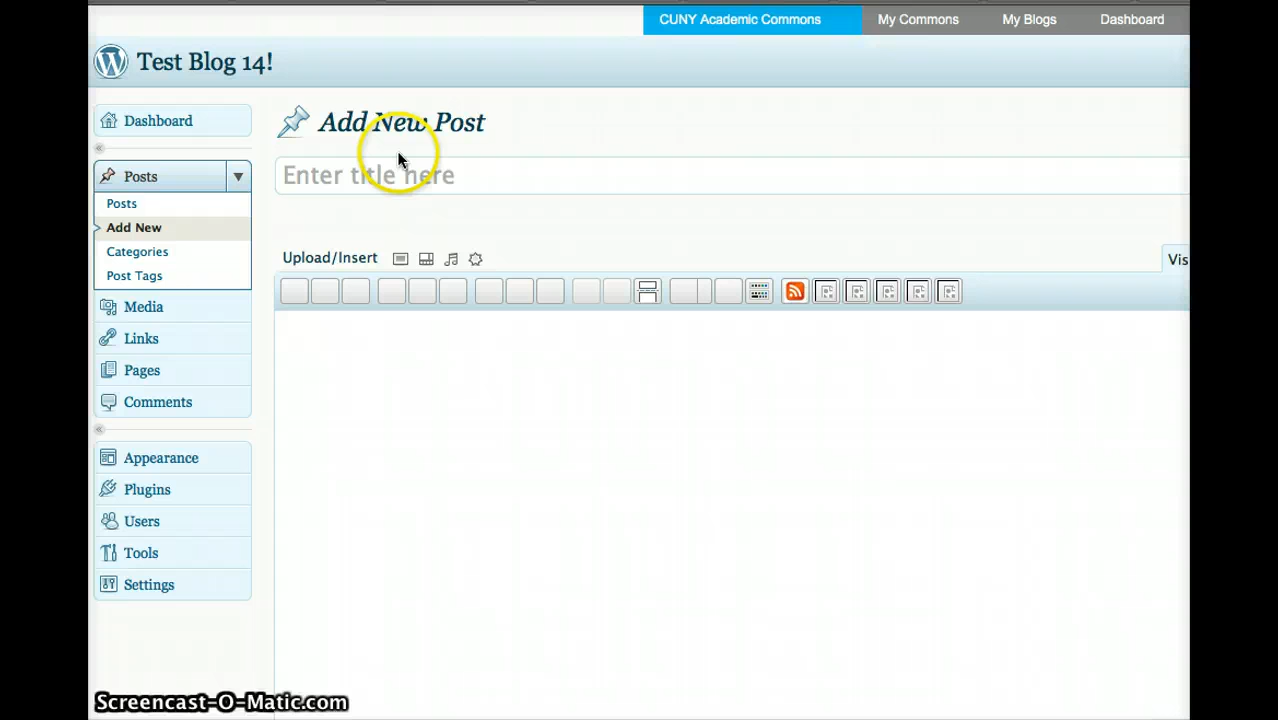 CUNY Academic Commons My Commons My Blogs Dashboard
Test Blog 14!
Dashboard
Posts
Posts
Add New
Categories
Post Tags
Media
Links
Pages
Comments
Appearance
Plugins
Users
Tools
Settings
Add New Post
Enter title here
Upload/Insert
Vis
Screencast-O-Matic.com